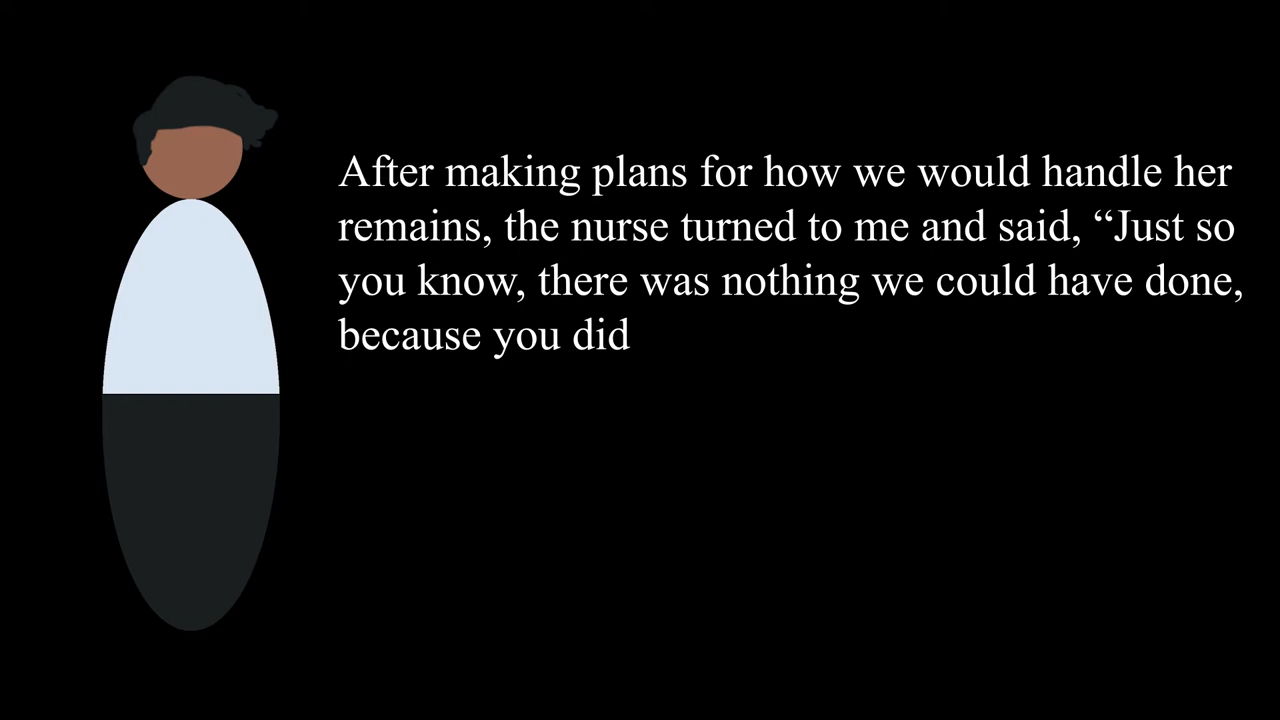 After making plans for how we would handle her
remains, the nurse turned to me and said, “Just so
you know, there was nothing we could have done,
because you did